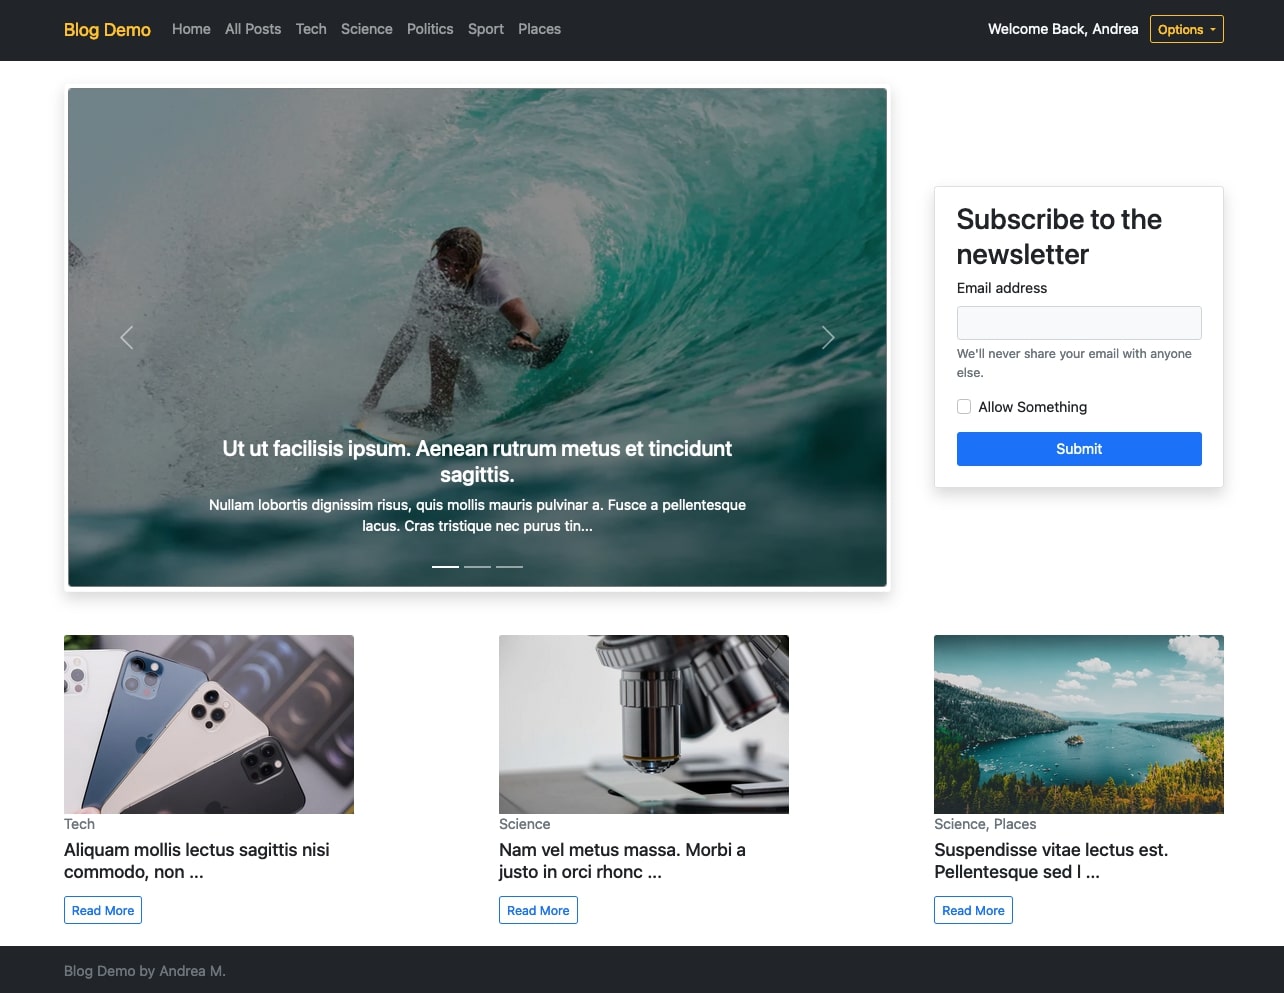 Blog Demo Home All Posts Tech Science Politics Sport Places Welcome Back, Andrea Options
Ut ut facilisis ipsum. Aenean rutrum metus et tincidunt
sagittis.
Nullam lobortis dignissim risus, quis mollis mauris pulvinar a. Fusce a pellentesque
lacus. Cras tristique nec purus tin...
Subscribe to the
newsletter
Email address
We'll never share your email with anyone
else.
Allow Something
Submit
Tech
Aliquam mollis lectus sagittis nisi
commodo, non ...
Read More
Science
Nam vel metus massa. Morbi a
justo in orci rhonc ...
Read More
Science, Places
Suspendisse vitae lectus est.
Pellentesque sed l ...
Read More
Blog Demo by Andrea M.